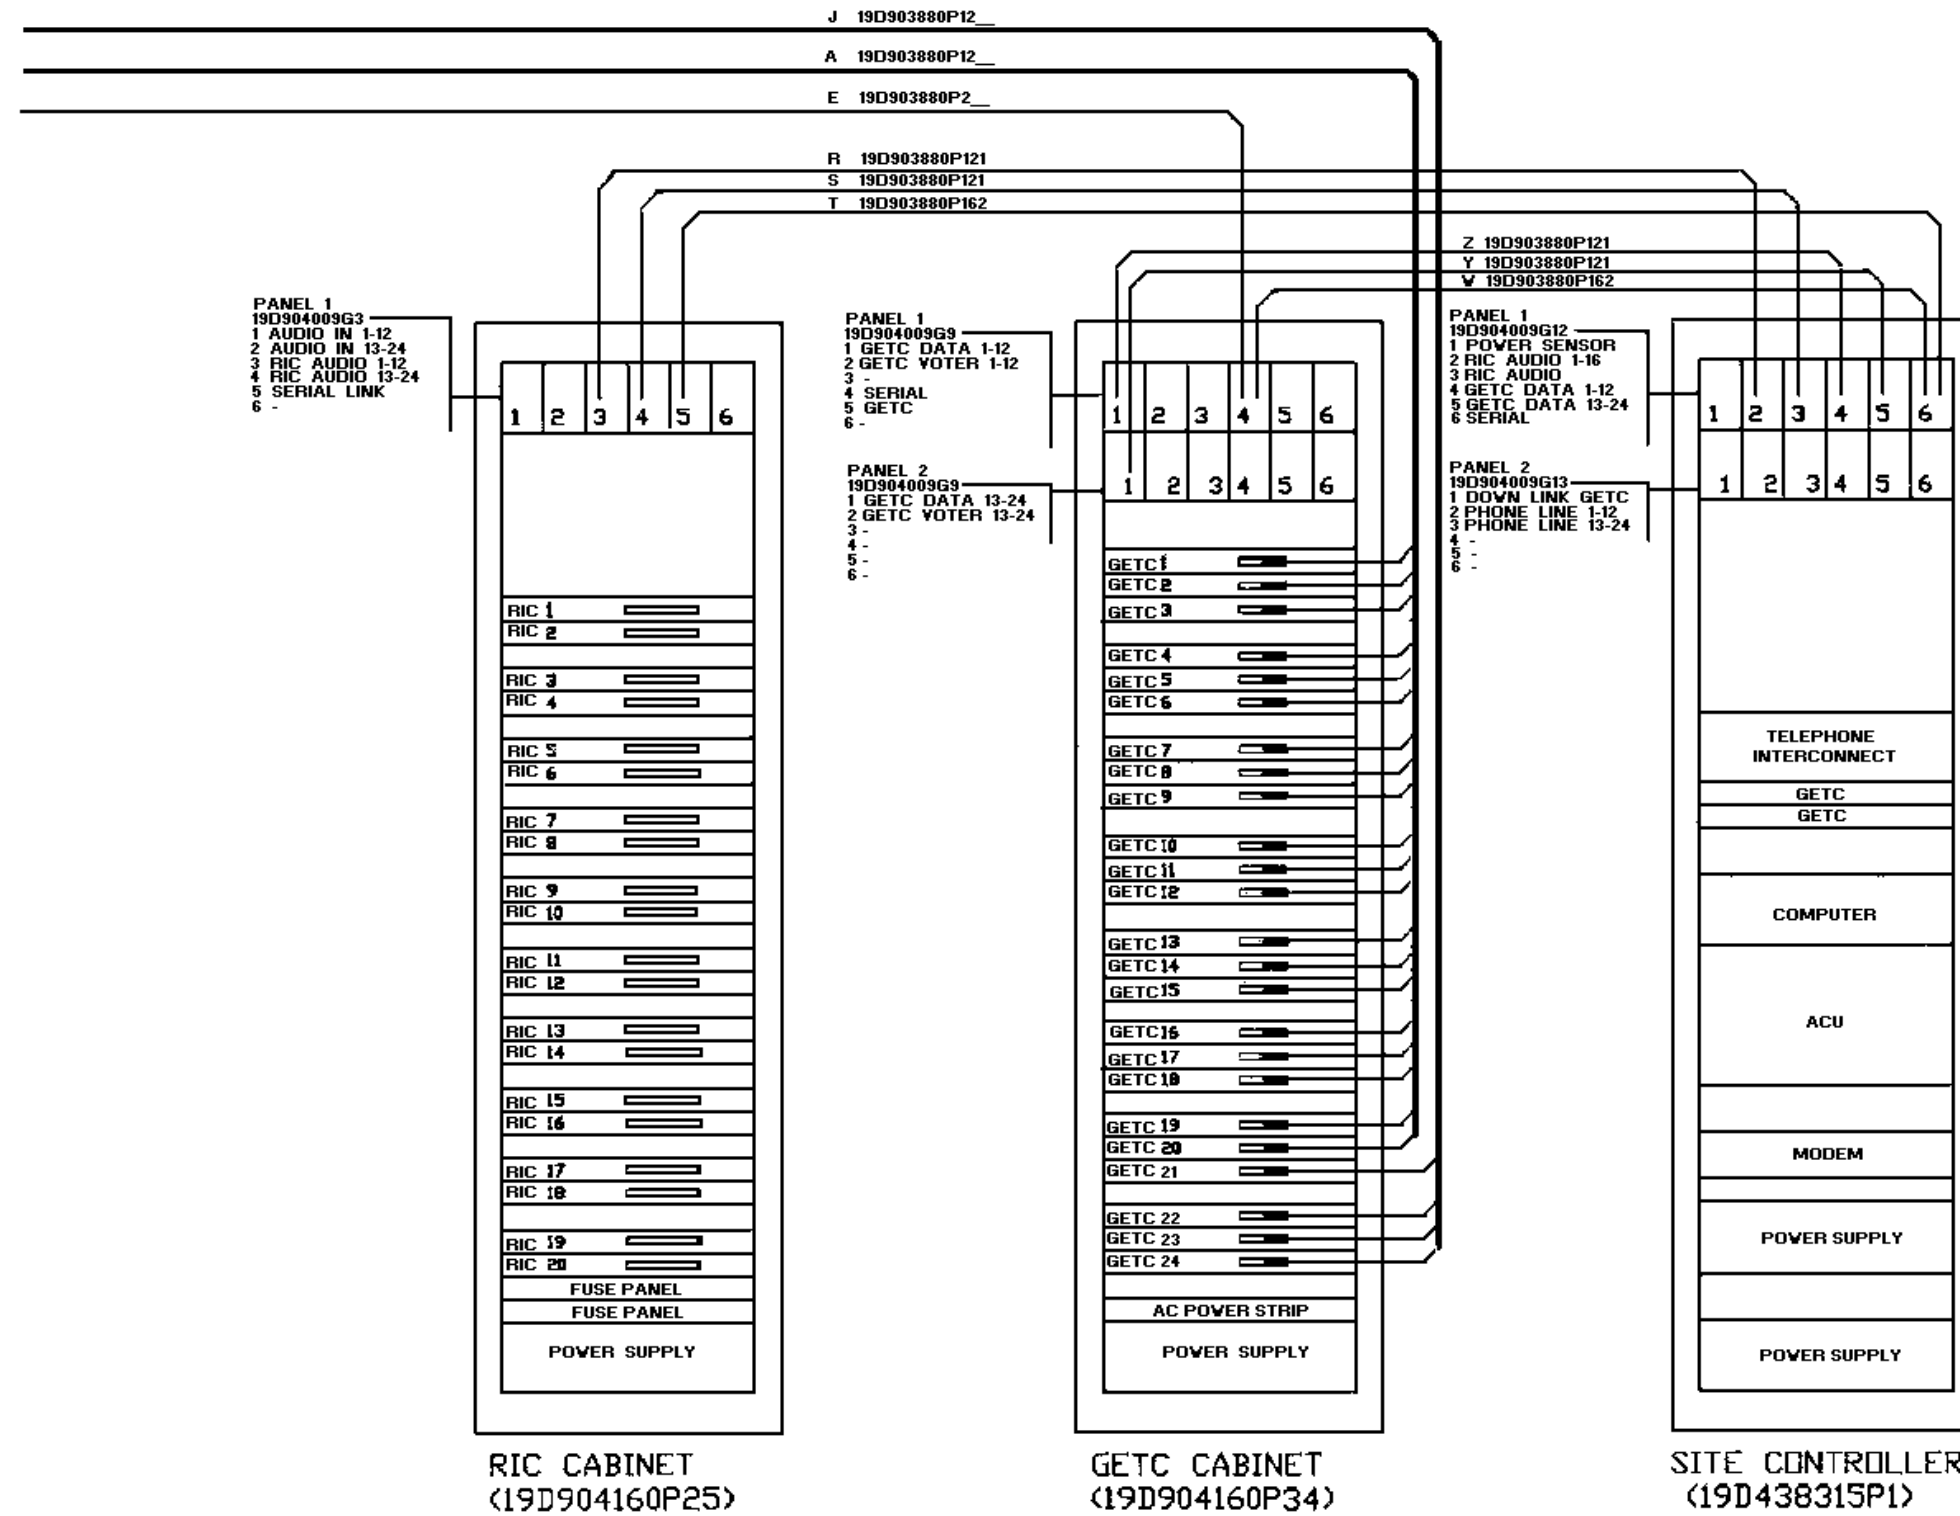 J 19D903880P12__
A 19D903880P12__
E 19D903880P2__
R 19D903880P121
S 19D903880P121
T 19D903880P162
Z 19D903880P121
Y 19D903880P121
W 19D903880P162
PANEL 1
19D904009G3
1 AUDIO IN 1-12
2 AUDIO IN 13-24
3 RIC AUDIO 1-12
4 RIC AUDIO 13-24
5 SERIAL LINK
6 -
1 2 3 4 5 6
RIC 1
RIC 2
RIC 3
RIC 4
RIC 5
RIC 6
RIC 7
RIC 8
RIC 9
RIC 10
RIC 11
RIC 12
RIC 13
RIC 14
RIC 15
RIC 16
RIC 17
RIC 18
RIC 19
RIC 20
FUSE PANEL
FUSE PANEL
POWER SUPPLY
RIC CABINET
(19D904160P25)
PANEL 1
19D904009G9
1 GETC DATA 1-12
2 GETC VOTER 1-12
3 -
4 SERIAL
5 GETC
6 -
PANEL 2
19D904009G9
1 GETC DATA 13-24
2 GETC VOTER 13-24
3 -
4 -
5 -
6 -
1 2 3 4 5 6
1 2 3 4 5 6
GETC 1
GETC 2
GETC 3
GETC 4
GETC 5
GETC 6
GETC 7
GETC 8
GETC 9
GETC 10
GETC 11
GETC 12
GETC 13
GETC 14
GETC 15
GETC 16
GETC 17
GETC 18
GETC 19
GETC 20
GETC 21
GETC 22
GETC 23
GETC 24
AC POWER STRIP
POWER SUPPLY
GETC CABINET
(19D904160P34)
PANEL 1
19D904009G12
1 POWER SENSOR
2 RIC AUDIO 1-16
3 RIC AUDIO
4 GETC DATA 1-12
5 GETC DATA 13-24
6 SERIAL
PANEL 2
19D904009G13
1 DOWN LINK GETC
2 PHONE LINE 1-12
3 PHONE LINE 13-24
4 -
5 -
6 -
1 2 3 4 5 6
1 2 3 4 5 6
TELEPHONE
INTERCONNECT
GETC
GETC
COMPUTER
ACU
MODEM
POWER SUPPLY
POWER SUPPLY
SITE CONTROLLER
(19D438315P1)